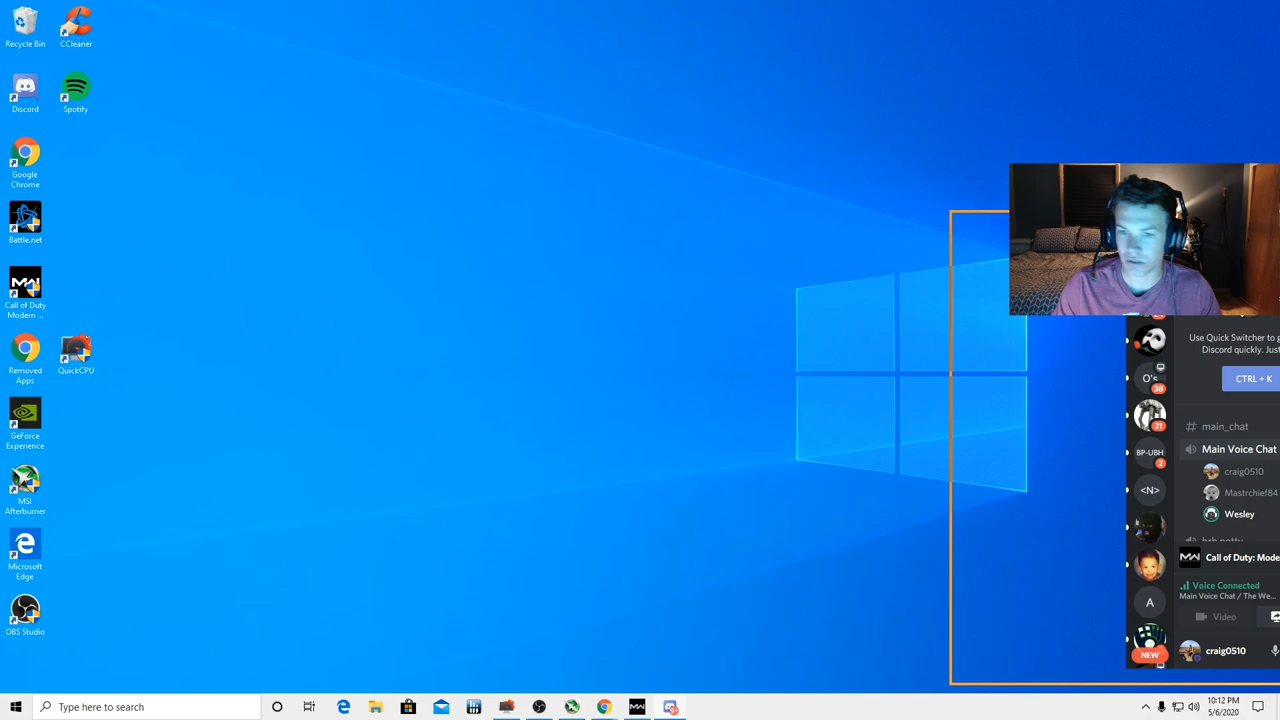 Recycle Bin
CCleaner
Discord
Spotify
Google
Chrome
Battle.net
Call of Duty
Modern ...
Removed
Apps
QuickCPU
GeForce
Experience
MSI
Afterburner
Microsoft
Edge
OBS Studio
Use Quick Switcher to g
Discord quickly. Just
CTRL + K
# main_chat
Main Voice Chat
craig0510
Mastrchief84
Wesley
Call of Duty: Mode
Voice Connected
Main Voice Chat / The We...
Video
craig0510
O's
38
21
BP-UBH
2
<N>
A
NEW
Type here to search
10:12 PM
5/6/2020